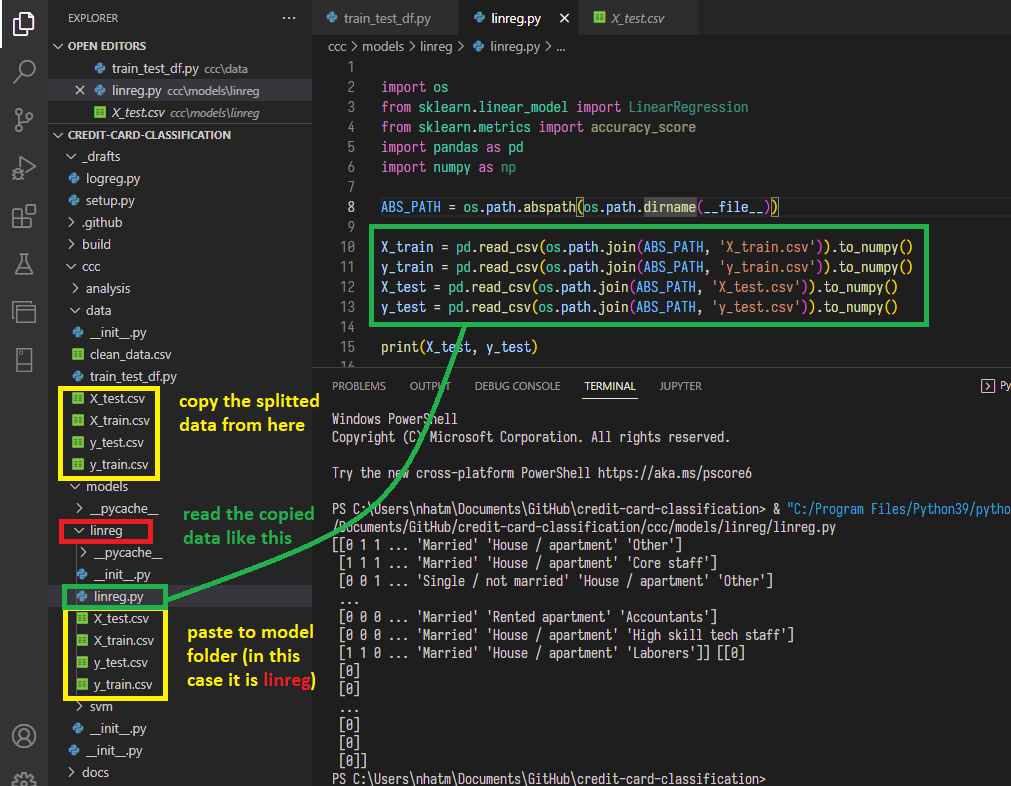 EXPLORER
OPEN EDITORS
train_test_df.py ccc\data
linreg.py ccc\models\linreg
X_test.csv ccc\models\linreg
CREDIT-CARD-CLASSIFICATION
_drafts
logreg.py
setup.py
.github
build
ccc
analysis
data
__init__.py
clean_data.csv
train_test_df.py
X_test.csv
X_train.csv
y_test.csv
y_train.csv
models
__pycache__
linreg
__pycache__
__init__.py
linreg.py
X_test.csv
X_train.csv
y_test.csv
y_train.csv
svm
__init__.py
__init__.py
docs
copy the splitted
data from here
read the copied
data like this
paste to model
folder (in this
case it is linreg)
train_test_df.py linreg.py X_test.csv
ccc > models > linreg > linreg.py > ...
1
2 import os
3 from sklearn.linear_model import LinearRegression
4 from sklearn.metrics import accuracy_score
5 import pandas as pd
6 import numpy as np
7
8 ABS_PATH = os.path.abspath(os.path.dirname(__file__))
9
10 X_train = pd.read_csv(os.path.join(ABS_PATH, 'X_train.csv')).to_numpy()
11 y_train = pd.read_csv(os.path.join(ABS_PATH, 'y_train.csv')).to_numpy()
12 X_test = pd.read_csv(os.path.join(ABS_PATH, 'X_test.csv')).to_numpy()
13 y_test = pd.read_csv(os.path.join(ABS_PATH, 'y_test.csv')).to_numpy()
14
15 print(X_test, y_test)
16
PROBLEMS OUTPUT DEBUG CONSOLE TERMINAL JUPYTER Py
Windows PowerShell
Copyright (C) Microsoft Corporation. All rights reserved.
Try the new cross-platform PowerShell https://aka.ms/pscore6
PS C:\Users\nhatm\Documents\GitHub\credit-card-classification> & "C:/Program Files/Python39/pytho
/Documents/GitHub/credit-card-classification/ccc/models/linreg/linreg.py
[[0 1 1 ... 'Married' 'House / apartment' 'Other']
[1 1 1 ... 'Married' 'House / apartment' 'Core staff']
[0 0 1 ... 'Single / not married' 'House / apartment' 'Other']
...
[0 0 0 ... 'Married' 'Rented apartment' 'Accountants']
[0 0 0 ... 'Married' 'House / apartment' 'High skill tech staff']
[1 1 0 ... 'Married' 'House / apartment' 'Laborers']] [[0]
[0]
[0]
...
[0]
[0]
[0]]
PS C:\Users\nhatm\Documents\GitHub\credit-card-classification>